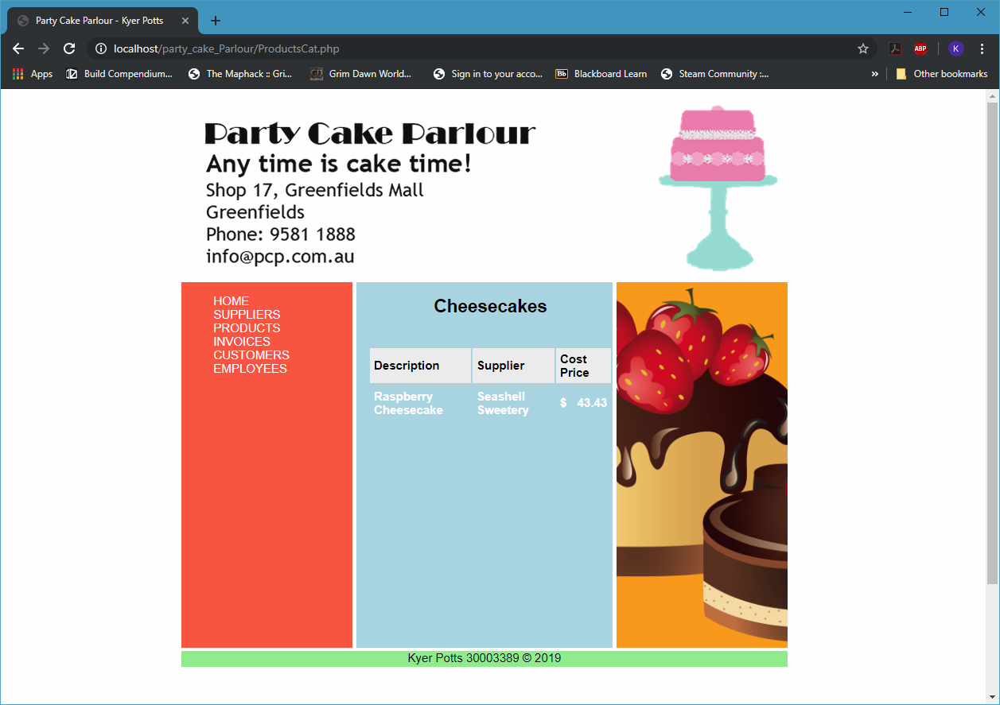 Party Cake Parlour - Kyer Potts
localhost/party_cake_Parlour/ProductsCat.php
ABP
K
Apps
Build Compendium...
The Maphack :: Gri...
Grim Dawn World...
Sign in to your acco...
Bb
Blackboard Learn
Steam Community :...
»
Other bookmarks
Party Cake Parlour
Any time is cake time!
Shop 17, Greenfields Mall
Greenfields
Phone: 9581 1888
info@pcp.com.au
HOME
SUPPLIERS
PRODUCTS
INVOICES
CUSTOMERS
EMPLOYEES
Cheesecakes
Description Supplier Cost Price
Raspberry Cheesecake Seashell Sweetery $ 43.43
Kyer Potts 30003389 © 2019